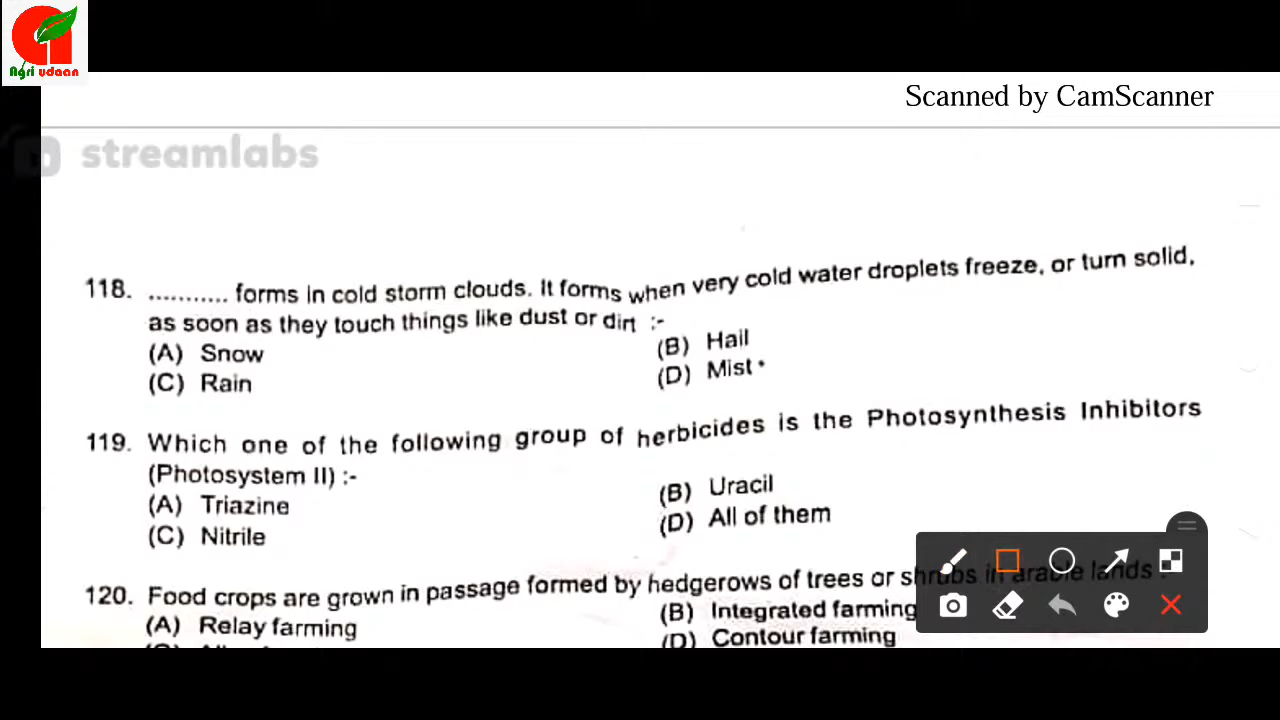 Agri udaan
Scanned by CamScanner
streamlabs
118. ............ forms in cold storm clouds. It forms when very cold water droplets freeze, or turn solid,
as soon as they touch things like dust or dirt :-
(A) Snow (B) Hail
(C) Rain (D) Mist
119. Which one of the following group of herbicides is the Photosynthesis Inhibitors
(Photosystem II) :-
(A) Triazine (B) Uracil
(C) Nitrile (D) All of them
120. Food crops are grown in passage formed by hedgerows of trees or shrubs in arable lands :
(A) Relay farming (B) Integrated farming
(D) Contour farming